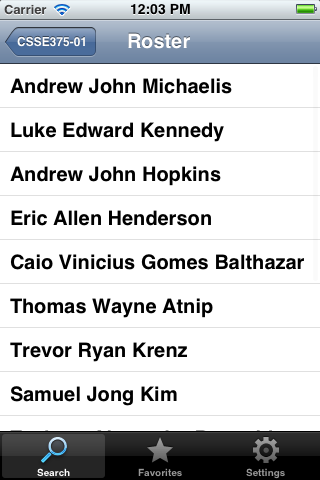 Carrier 12:03 PM
CSSE375-01 Roster
Andrew John Michaelis
Luke Edward Kennedy
Andrew John Hopkins
Eric Allen Henderson
Caio Vinicius Gomes Balthazar
Thomas Wayne Atnip
Trevor Ryan Krenz
Samuel Jong Kim
Search Favorites Settings